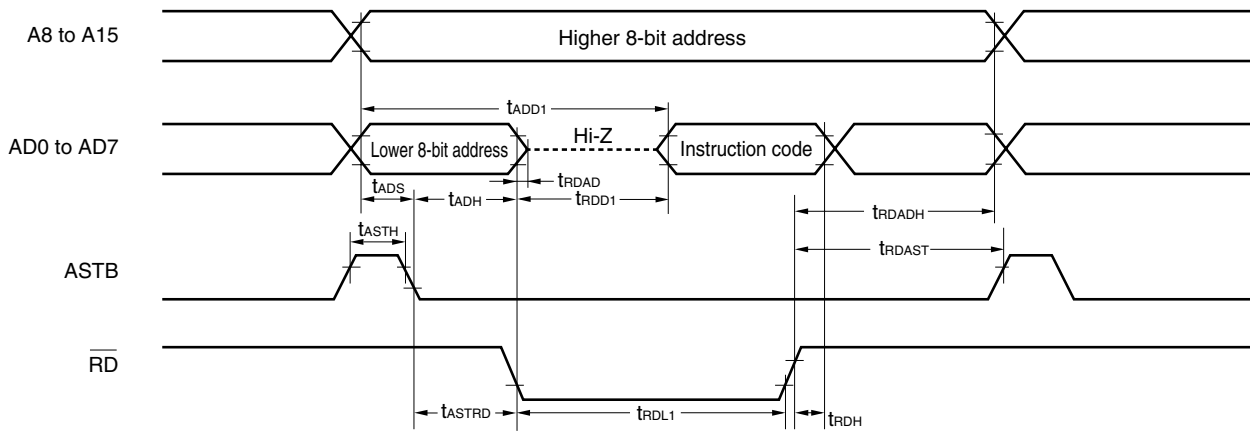 A8 to A15
Higher 8-bit address
tADD1
AD0 to AD7
Lower 8-bit address
Hi-Z
Instruction code
tRDAD
tADS
tADH
tRDD1
tRDADH
tASTH
tRDAST
ASTB
RD
tASTRD
tRDL1
tRDH